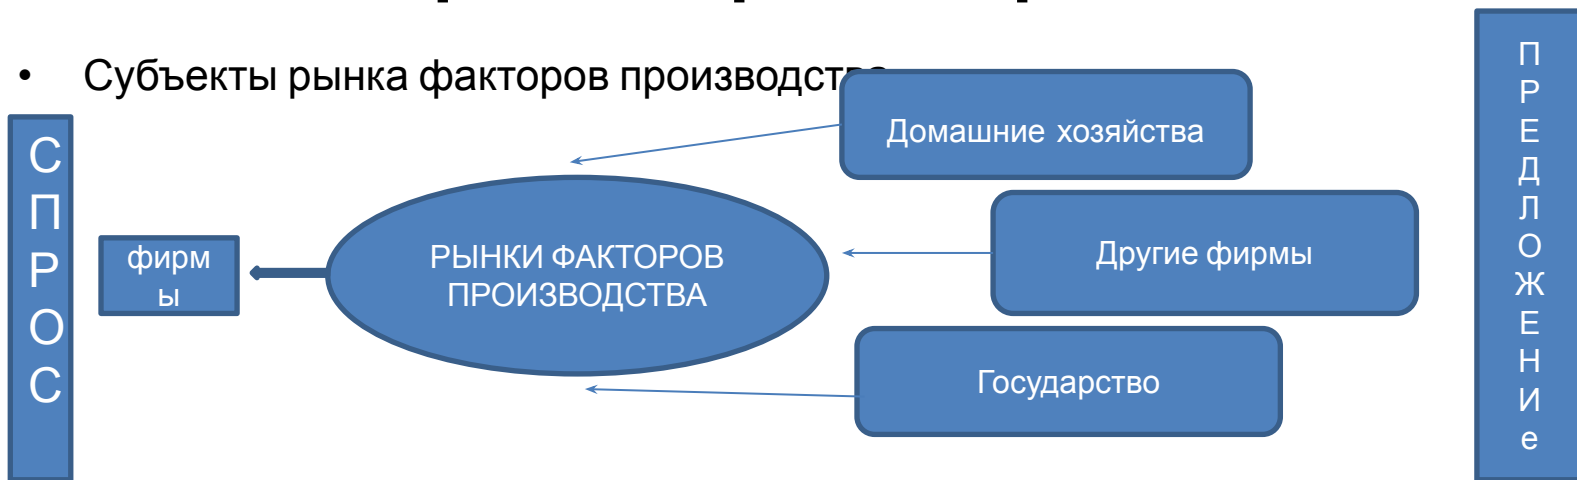 • Субъекты рынка факторов производства
С
П
Р
О
С
фирм
ы
РЫНКИ ФАКТОРОВ
ПРОИЗВОДСТВА
Домашние хозяйства
Другие фирмы
Государство
П
Р
Е
Д
Л
О
Ж
Е
Н
И
е